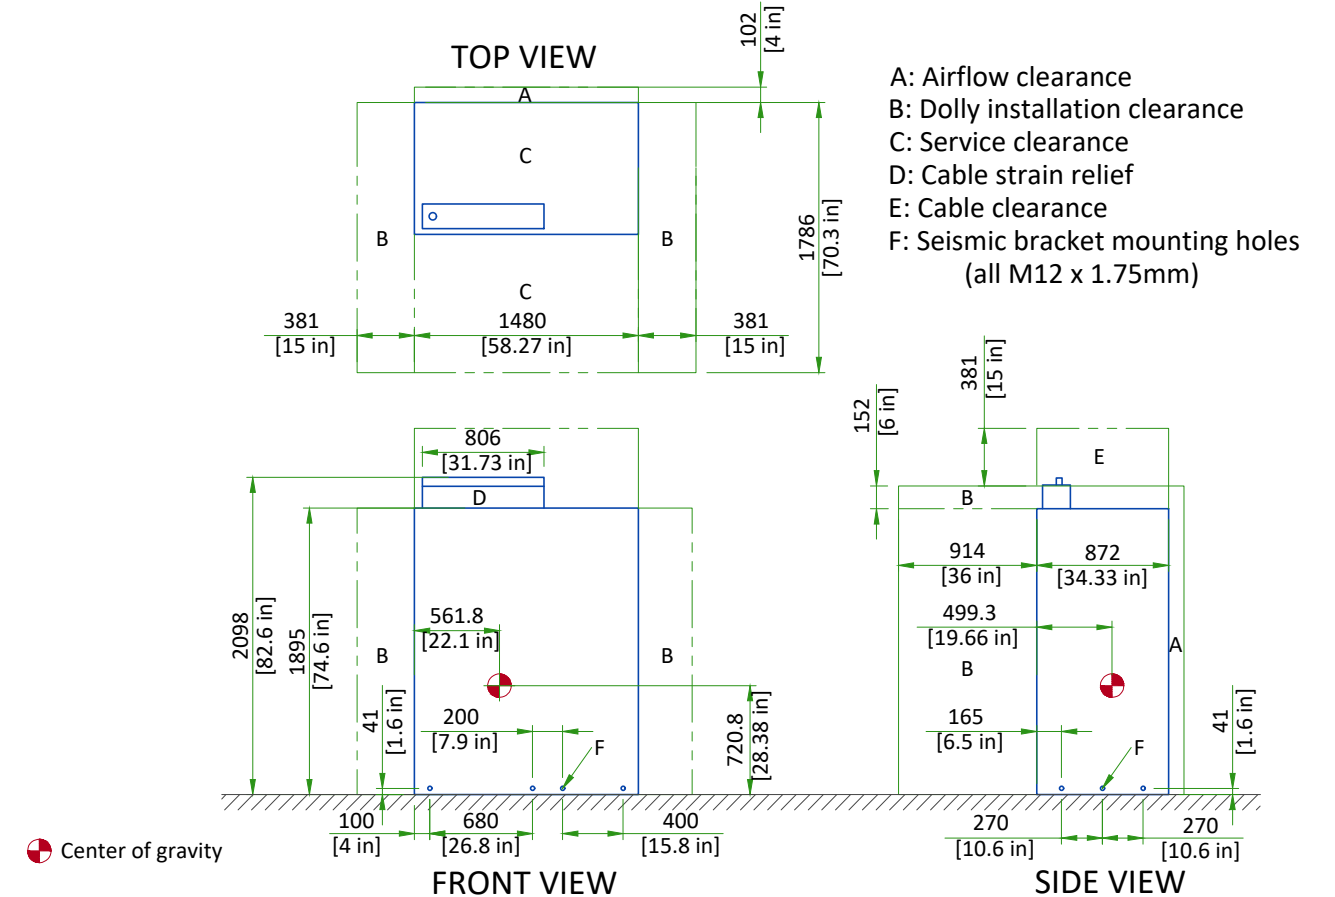 TOP VIEW
102
[4 in]
A
C
B
B
C
381
[15 in]
1480
[58.27 in]
381
[15 in]
1786
[70.3 in]
A: Airflow clearance
B: Dolly installation clearance
C: Service clearance
D: Cable strain relief
E: Cable clearance
F: Seismic bracket mounting holes
(all M12 x 1.75mm)
806
[31.73 in]
D
2098
[82.6 in]
1895
[74.6 in]
561.8
[22.1 in]
B
B
41
[1.6 in]
200
[7.9 in]
F
720.8
[28.38 in]
100
[4 in]
680
[26.8 in]
400
[15.8 in]
Center of gravity
FRONT VIEW
381
[15 in]
152
[6 in]
E
B
914
[36 in]
872
[34.33 in]
499.3
[19.66 in]
A
B
165
[6.5 in]
F
41
[1.6 in]
270
[10.6 in]
270
[10.6 in]
SIDE VIEW